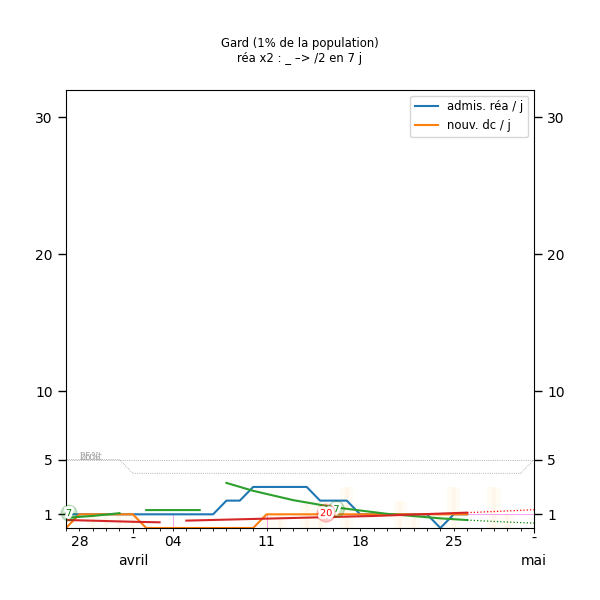 Gard (1% de la population)
réa x2 : _ –> /2 en 7 j
admis. réa / j
nouv. dc / j
30 30
20 20
10 10
5 5
1 1
7 20 7
28 - 04 11 18 25 -
avril mai